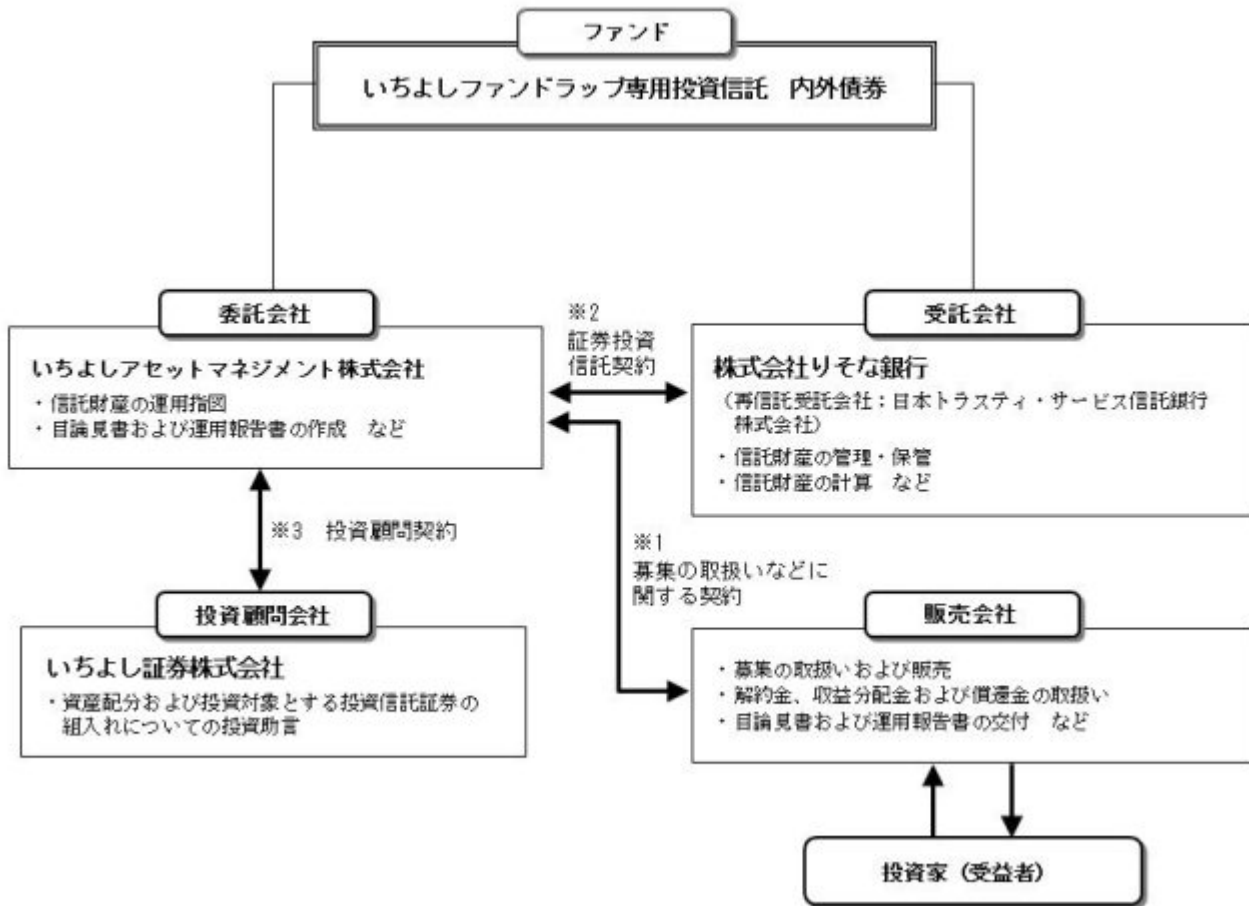 ファンド
いちよしファンドラップ専用投資信託　内外債券
委託会社
いちよしアセットマネジメント株式会社
・信託財産の運用指図
・目論見書および運用報告書の作成　など
※2
証券投資
信託契約
受託会社
株式会社りそな銀行
（再信託受託会社：日本トラスティ・サービス信託銀行
株式会社）
・信託財産の管理・保管
・信託財産の計算　など
※3　投資顧問契約
※1
募集の取扱いなどに
関する契約
投資顧問会社
いちよし証券株式会社
・資産配分および投資対象とする投資信託証券の
組入れについての投資助言
販売会社
・募集の取扱いおよび販売
・解約金、収益分配金および償還金の取扱い
・目論見書および運用報告書の交付　など
投資家（受益者）